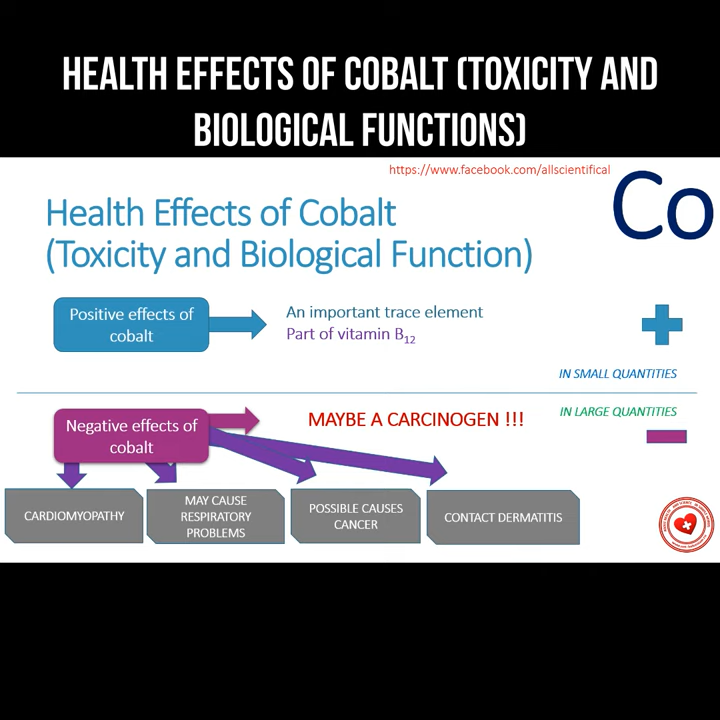 HEALTH EFFECTS OF COBALT (TOXICITY AND
BIOLOGICAL FUNCTIONS)
https://www.facebook.com/allscientifical
Co
Health Effects of Cobalt
(Toxicity and Biological Function)
Positive effects of
cobalt
An important trace element
Part of vitamin B12
IN SMALL QUANTITIES
IN LARGE QUANTITIES
Negative effects of
cobalt
MAYBE A CARCINOGEN !!!
CARDIOMYOPATHY
MAY CAUSE
RESPIRATORY
PROBLEMS
POSSIBLE CAUSES
CANCER
CONTACT DERMATITIS